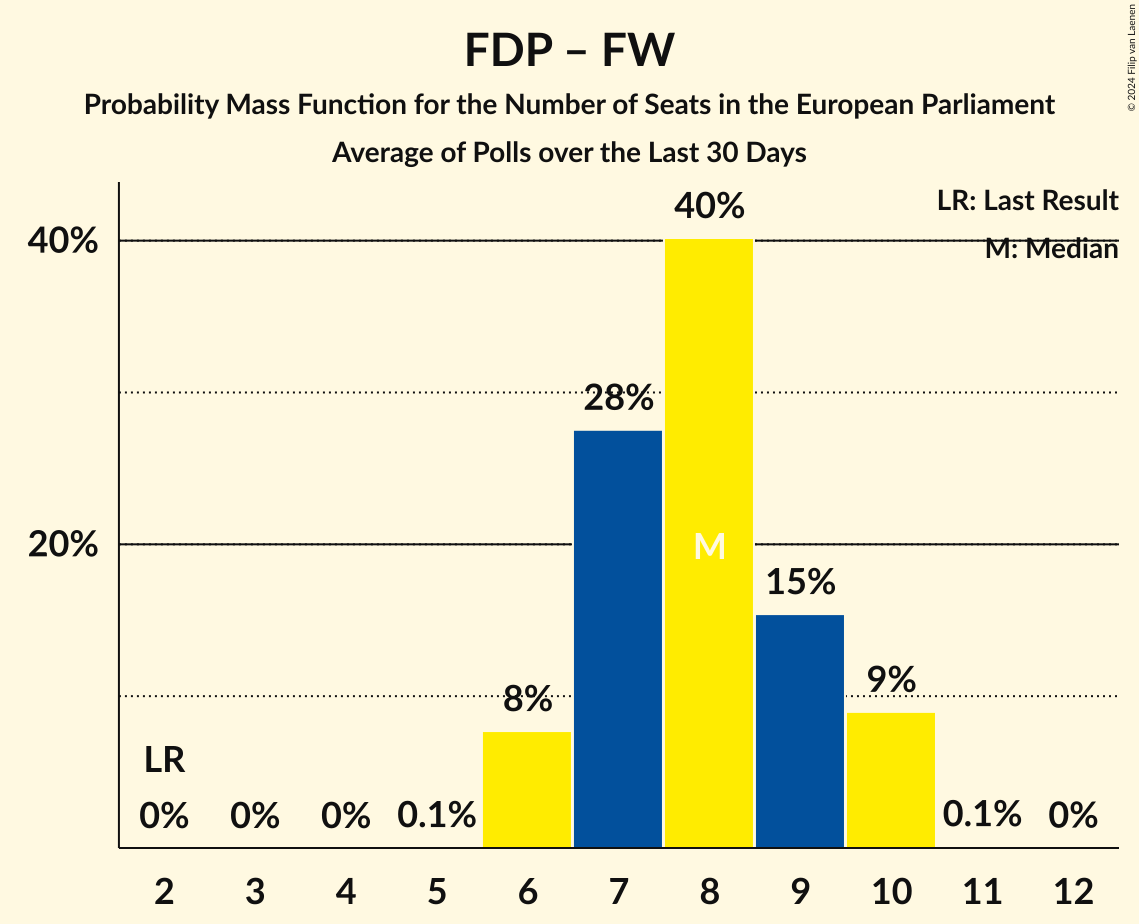 FDP – FW
Probability Mass Function for the Number of Seats in the European Parliament
Average of Polls over the Last 30 Days
© 2024 Filip van Laenen
LR: Last Result
M: Median
40%
20%
LR
0%
0%
0%
0.1%
8%
28%
40%
M
15%
9%
0.1%
0%
2 3 4 5 6 7 8 9 10 11 12